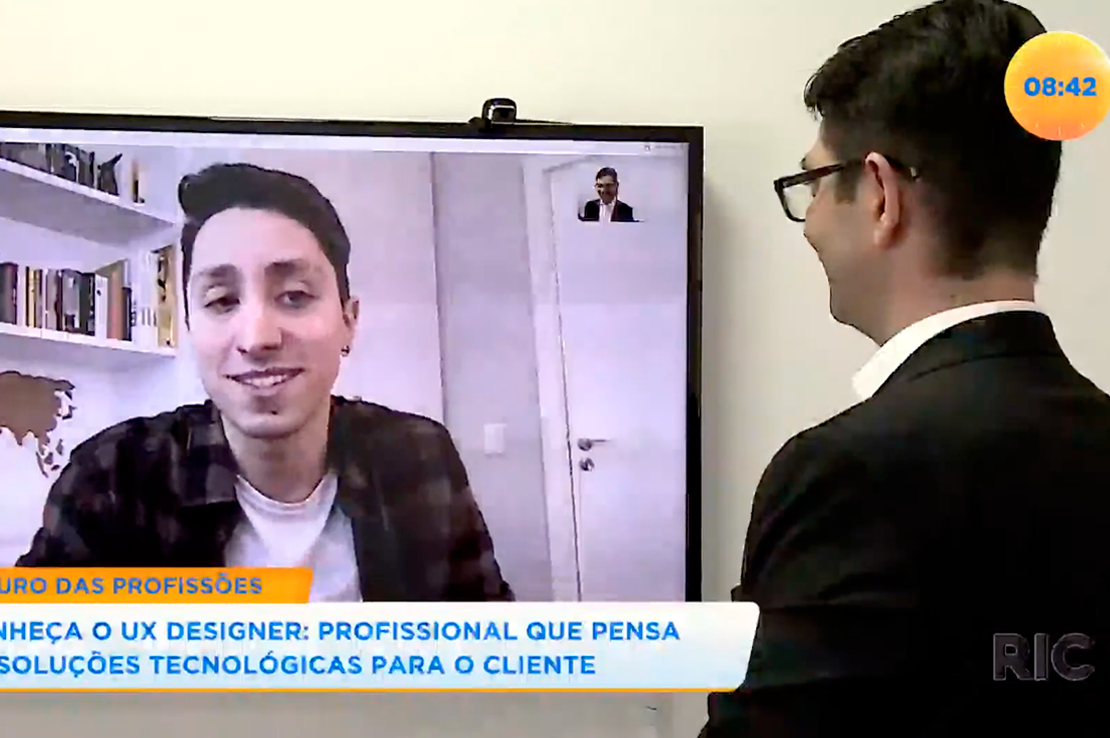 08:42
URO DAS PROFISSÕES
NHEÇA O UX DESIGNER: PROFISSIONAL QUE PENSA
SOLUÇÕES TECNOLÓGICAS PARA O CLIENTE
RIC